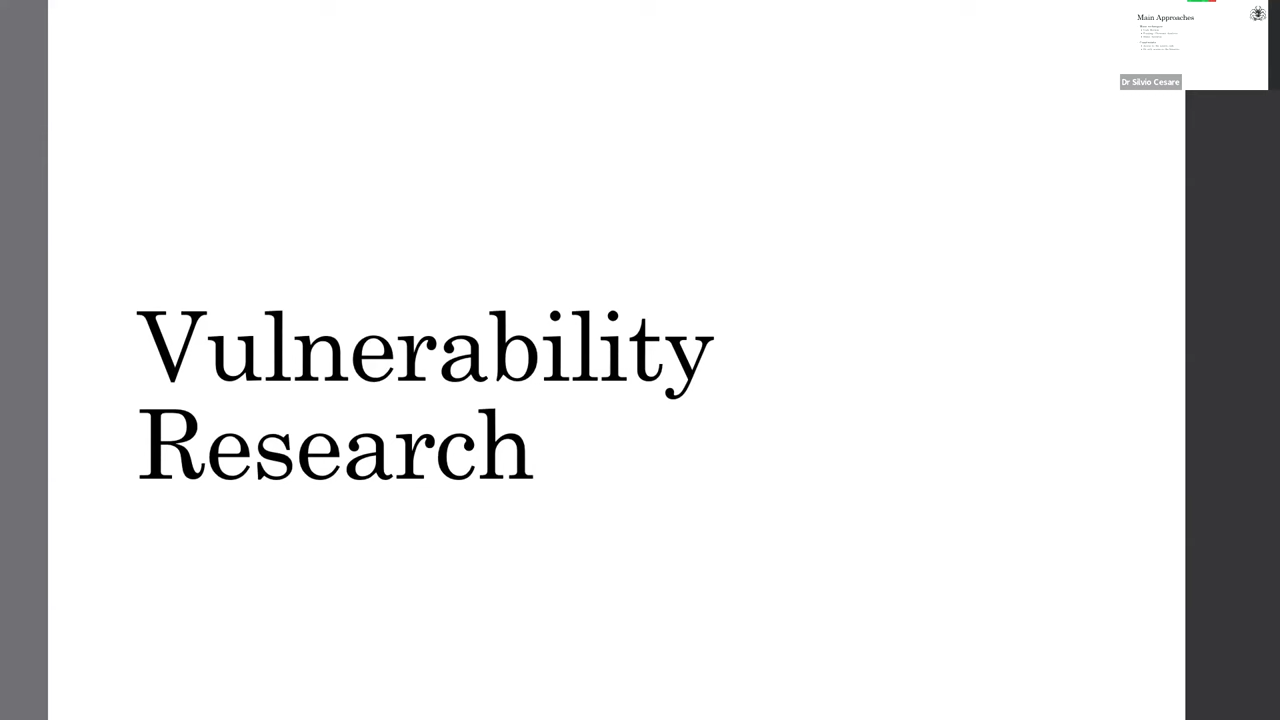 Main Approaches
Dr Silvio Cesare
Vulnerability
Research